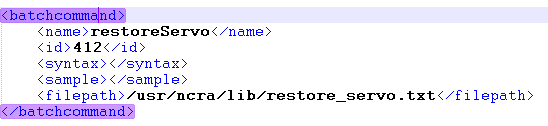 <batchcommand>
<name>restoreServo</name>
<id>412</id>
<syntax></syntax>
<sample></sample>
<filepath>/usr/ncra/lib/restore_servo.txt</filepath>
</batchcommand>